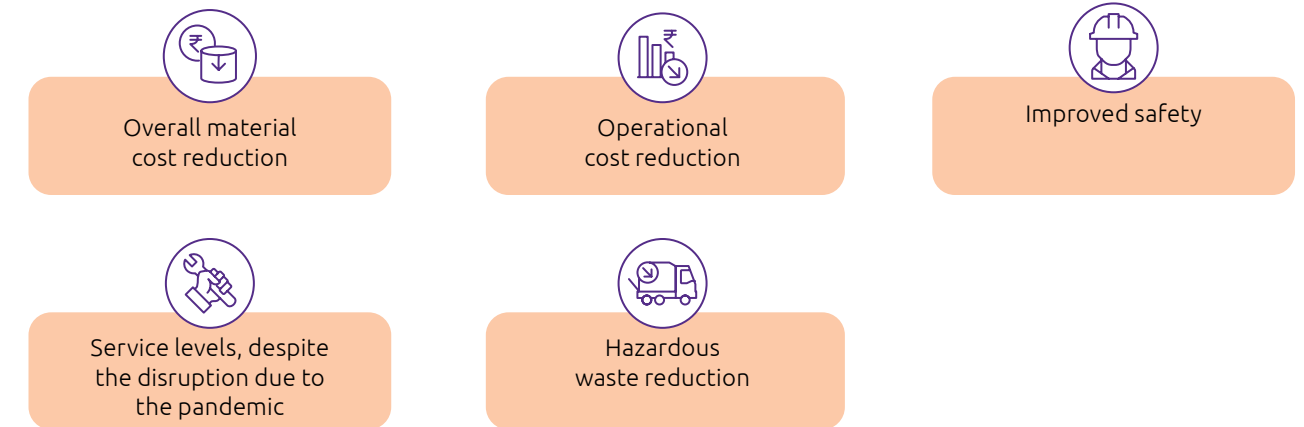 ₹
Overall material
cost reduction
₹
Operational
cost reduction
Improved safety
Service levels, despite
the disruption due to
the pandemic
Hazardous
waste reduction